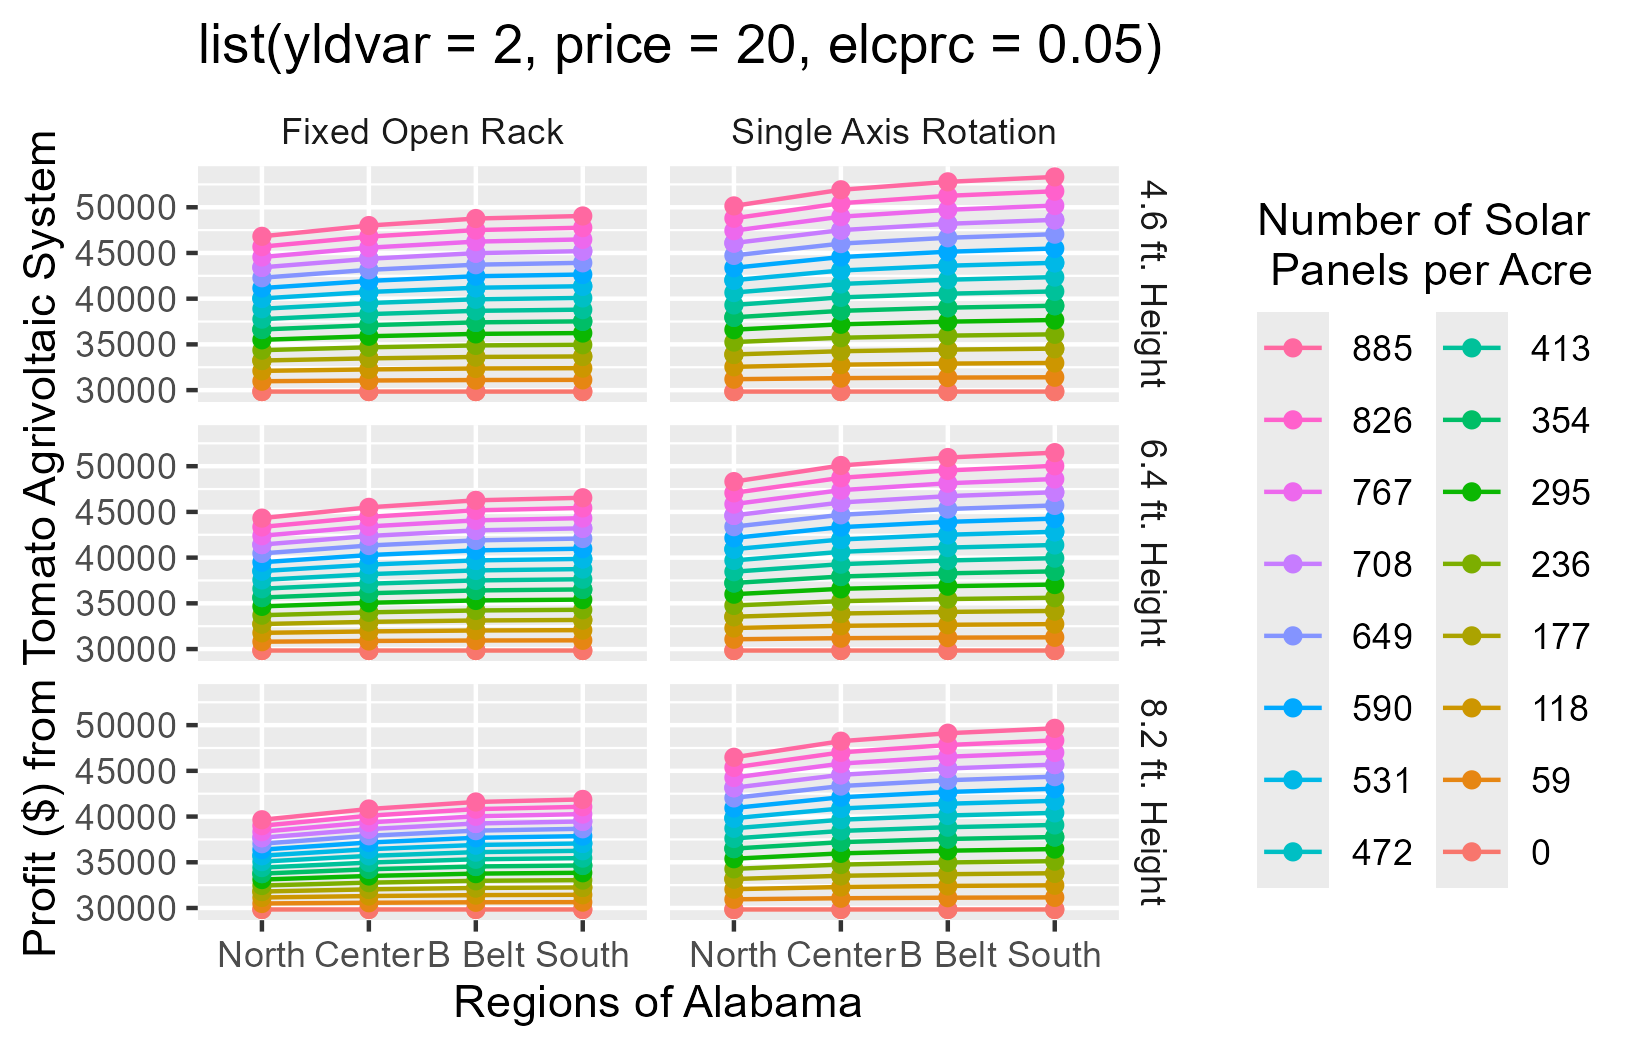 list(yldvar = 2, price = 20, elcprc = 0.05)
Fixed Open Rack
Single Axis Rotation
Profit ($) from Tomato Agrivoltaic System
50000
45000
40000
35000
30000
4.6 ft. Height
50000
45000
40000
35000
30000
6.4 ft. Height
50000
45000
40000
35000
30000
8.2 ft. Height
North Center B Belt South
North Center B Belt South
Regions of Alabama
Number of Solar
Panels per Acre
885 413
826 354
767 295
708 236
649 177
590 118
531 59
472 0